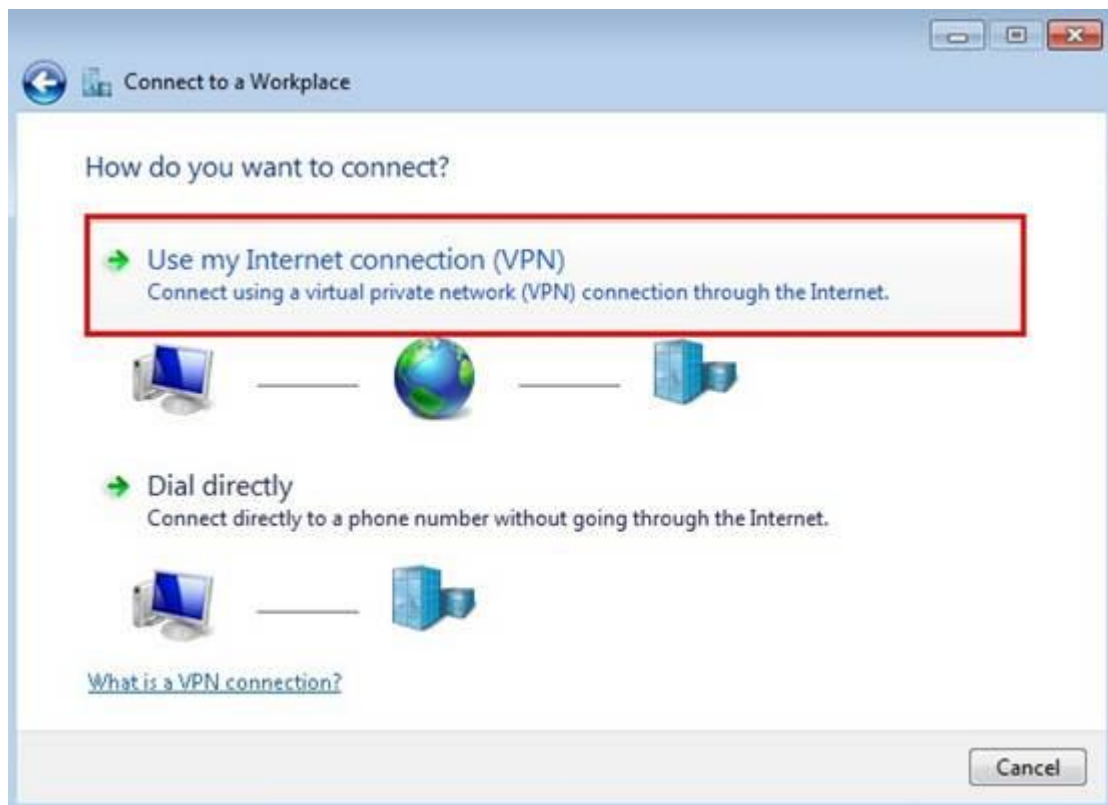 Connect to a Workplace
How do you want to connect?
Use my Internet connection (VPN)
Connect using a virtual private network (VPN) connection through the Internet.
Dial directly
Connect directly to a phone number without going through the Internet.
What is a VPN connection?
Cancel